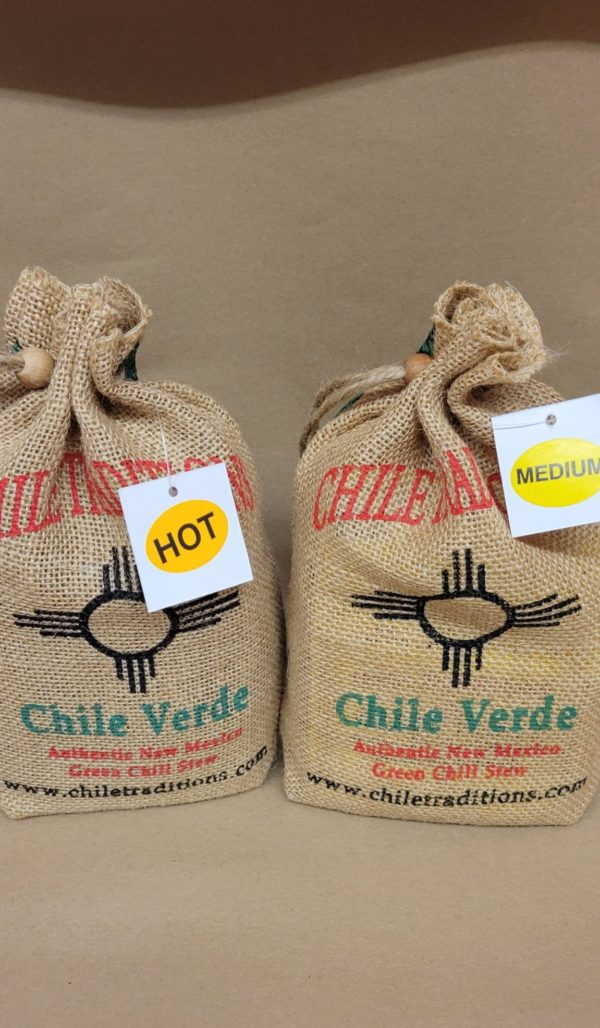 HOT
Chile Verde
Authentic New Mexico
Green Chili Stew
www.chiletraditions.com
CHILE
MEDIUM
Chile Verde
Authentic New Mexico
Green Chili Stew
www.chiletraditions.com